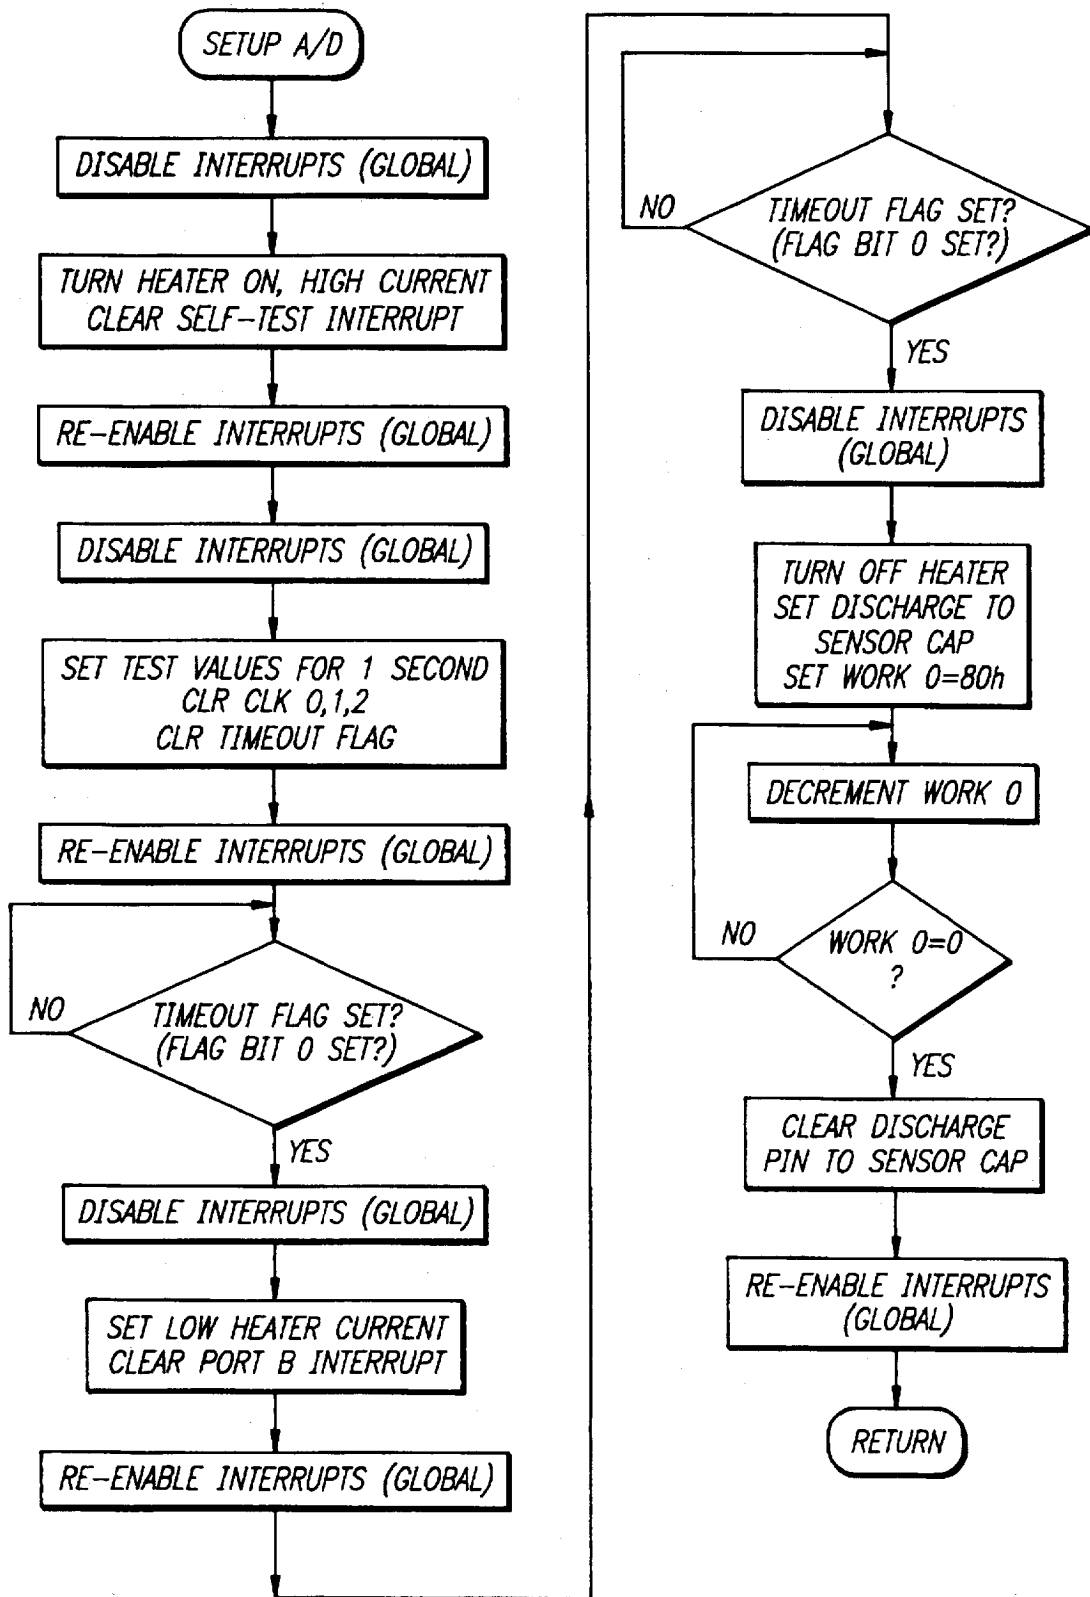 SETUP A/D
DISABLE INTERRUPTS (GLOBAL)
TURN HEATER ON, HIGH CURRENT
CLEAR SELF-TEST INTERRUPT
RE-ENABLE INTERRUPTS (GLOBAL)
DISABLE INTERRUPTS (GLOBAL)
SET TEST VALUES FOR 1 SECOND
CLR CLK 0,1,2
CLR TIMEOUT FLAG
RE-ENABLE INTERRUPTS (GLOBAL)
NO
TIMEOUT FLAG SET?
(FLAG BIT 0 SET?)
YES
DISABLE INTERRUPTS (GLOBAL)
SET LOW HEATER CURRENT
CLEAR PORT B INTERRUPT
RE-ENABLE INTERRUPTS (GLOBAL)
NO
TIMEOUT FLAG SET?
(FLAG BIT 0 SET?)
YES
DISABLE INTERRUPTS
(GLOBAL)
TURN OFF HEATER
SET DISCHARGE TO
SENSOR CAP
SET WORK 0=80h
DECREMENT WORK 0
NO
WORK 0=0
?
YES
CLEAR DISCHARGE
PIN TO SENSOR CAP
RE-ENABLE INTERRUPTS
(GLOBAL)
RETURN